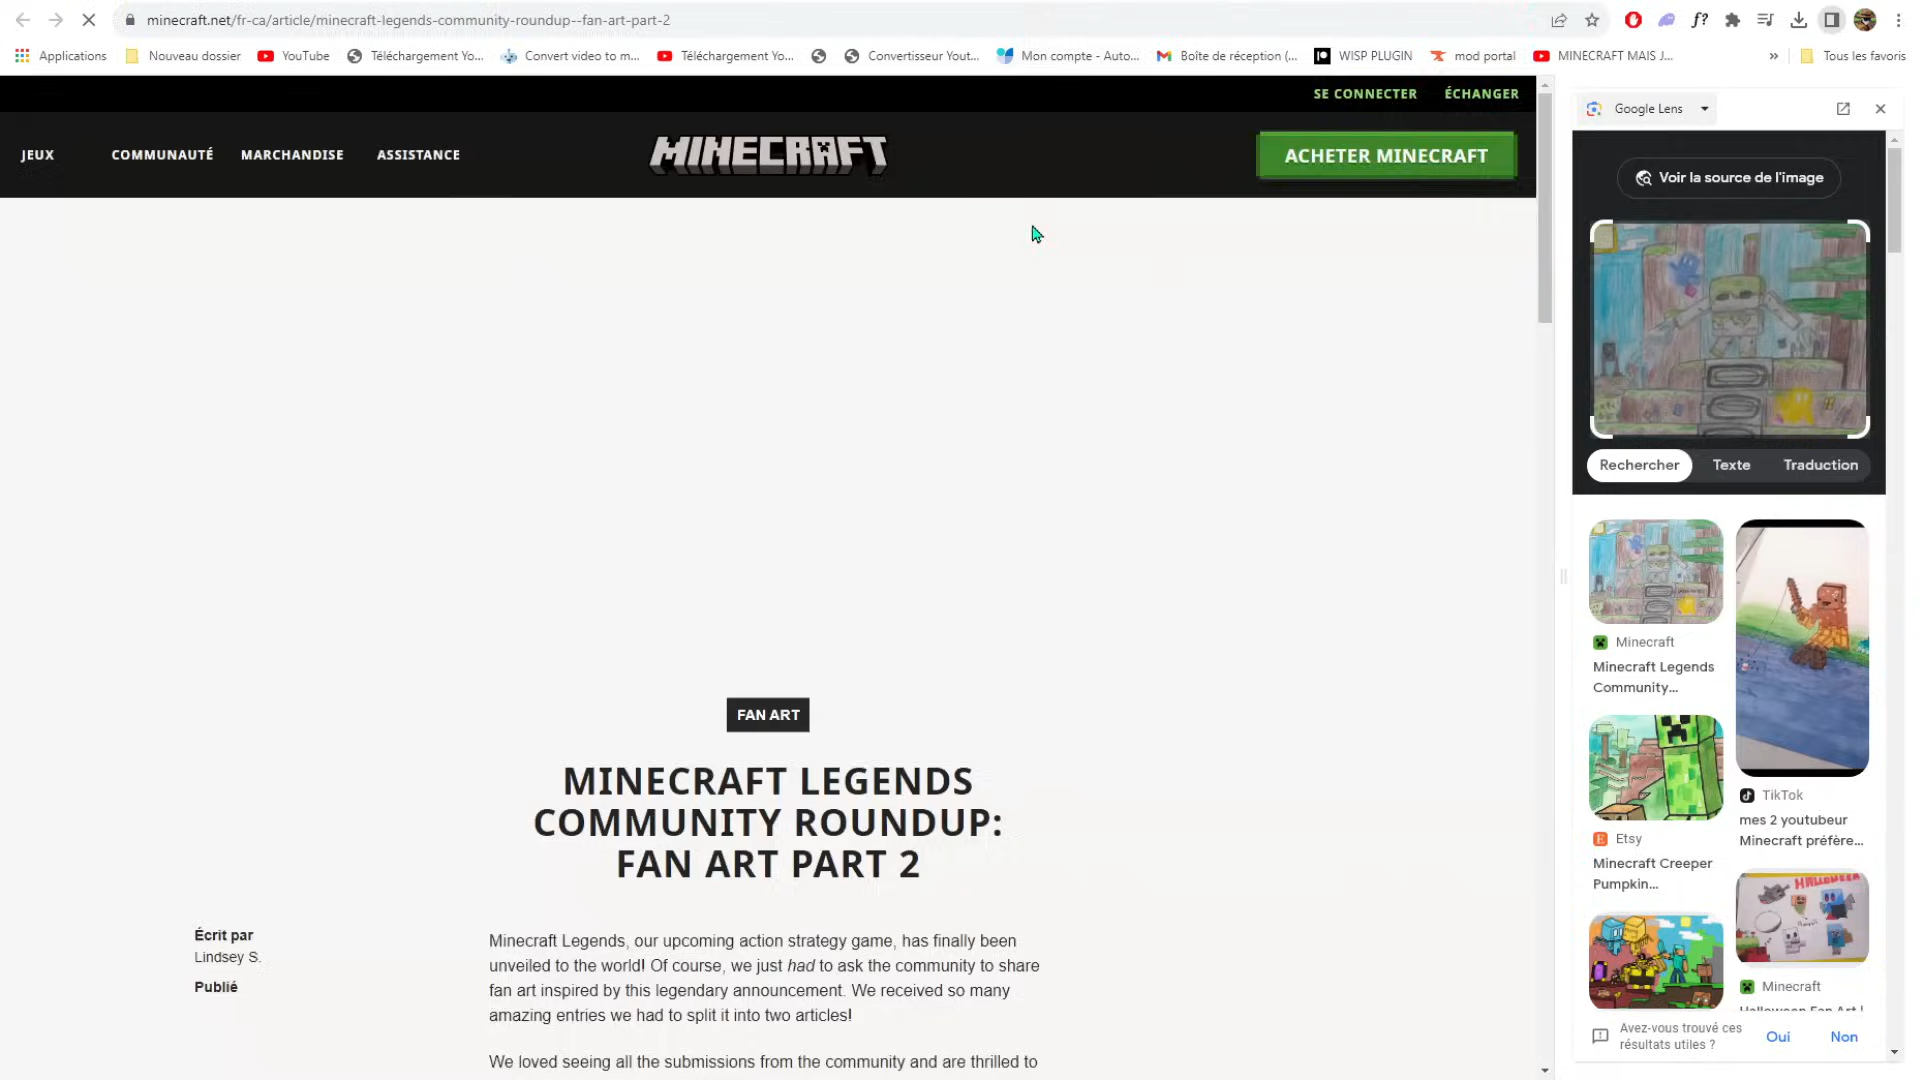 minecraft.net/fr-ca/article/minecraft-legends-community-roundup--fan-art-part-2
Applications
Nouveau dossier
YouTube
Téléchargement Yo...
Convert video to m...
Téléchargement Yo...
Convertisseur Yout...
Mon compte - Auto...
Boîte de réception (...
WISP PLUGIN
mod portal
MINECRAFT MAIS J...
»
Tous les favoris
SE CONNECTER
ÉCHANGER
JEUX
COMMUNAUTÉ
MARCHANDISE
ASSISTANCE
MINECRAFT
ACHETER MINECRAFT
FAN ART
MINECRAFT LEGENDS
COMMUNITY ROUNDUP:
FAN ART PART 2
Écrit par
Lindsey S.
Publié
Minecraft Legends, our upcoming action strategy game, has finally been
unveiled to the world! Of course, we just had to ask the community to share
fan art inspired by this legendary announcement. We received so many
amazing entries we had to split it into two articles!
We loved seeing all the submissions from the community and are thrilled to
Google Lens
Voir la source de l'image
Rechercher
Texte
Traduction
Minecraft
Minecraft Legends
Community...
Etsy
Minecraft Creeper
Pumpkin...
TikTok
mes 2 youtubeur
Minecraft préfère...
HALLOWEEN
Minecraft
Halloween Fan Art |
Avez-vous trouvé ces
résultats utiles ?
Oui
Non